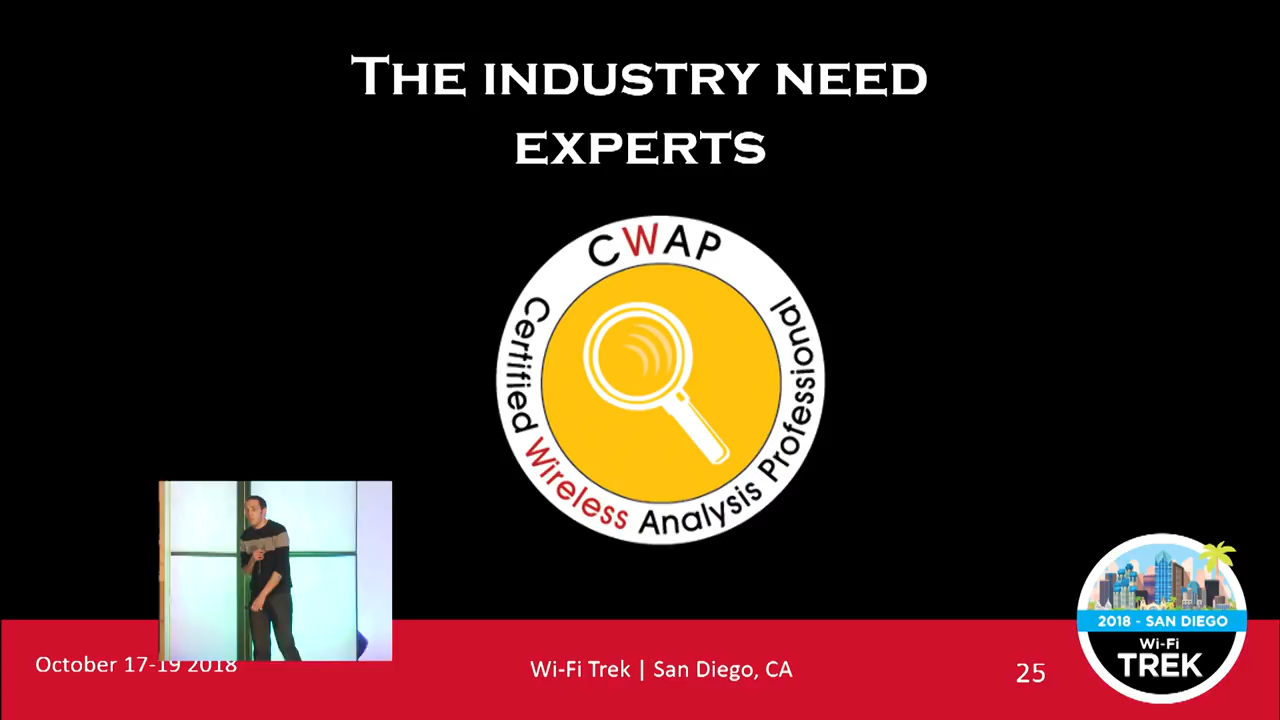 THE INDUSTRY NEED
EXPERTS
CWAP
Certified Wireless Analysis Professional
October 17-19 2018
Wi-Fi Trek | San Diego, CA
25
2018 - SAN DIEGO
Wi-Fi
TREK